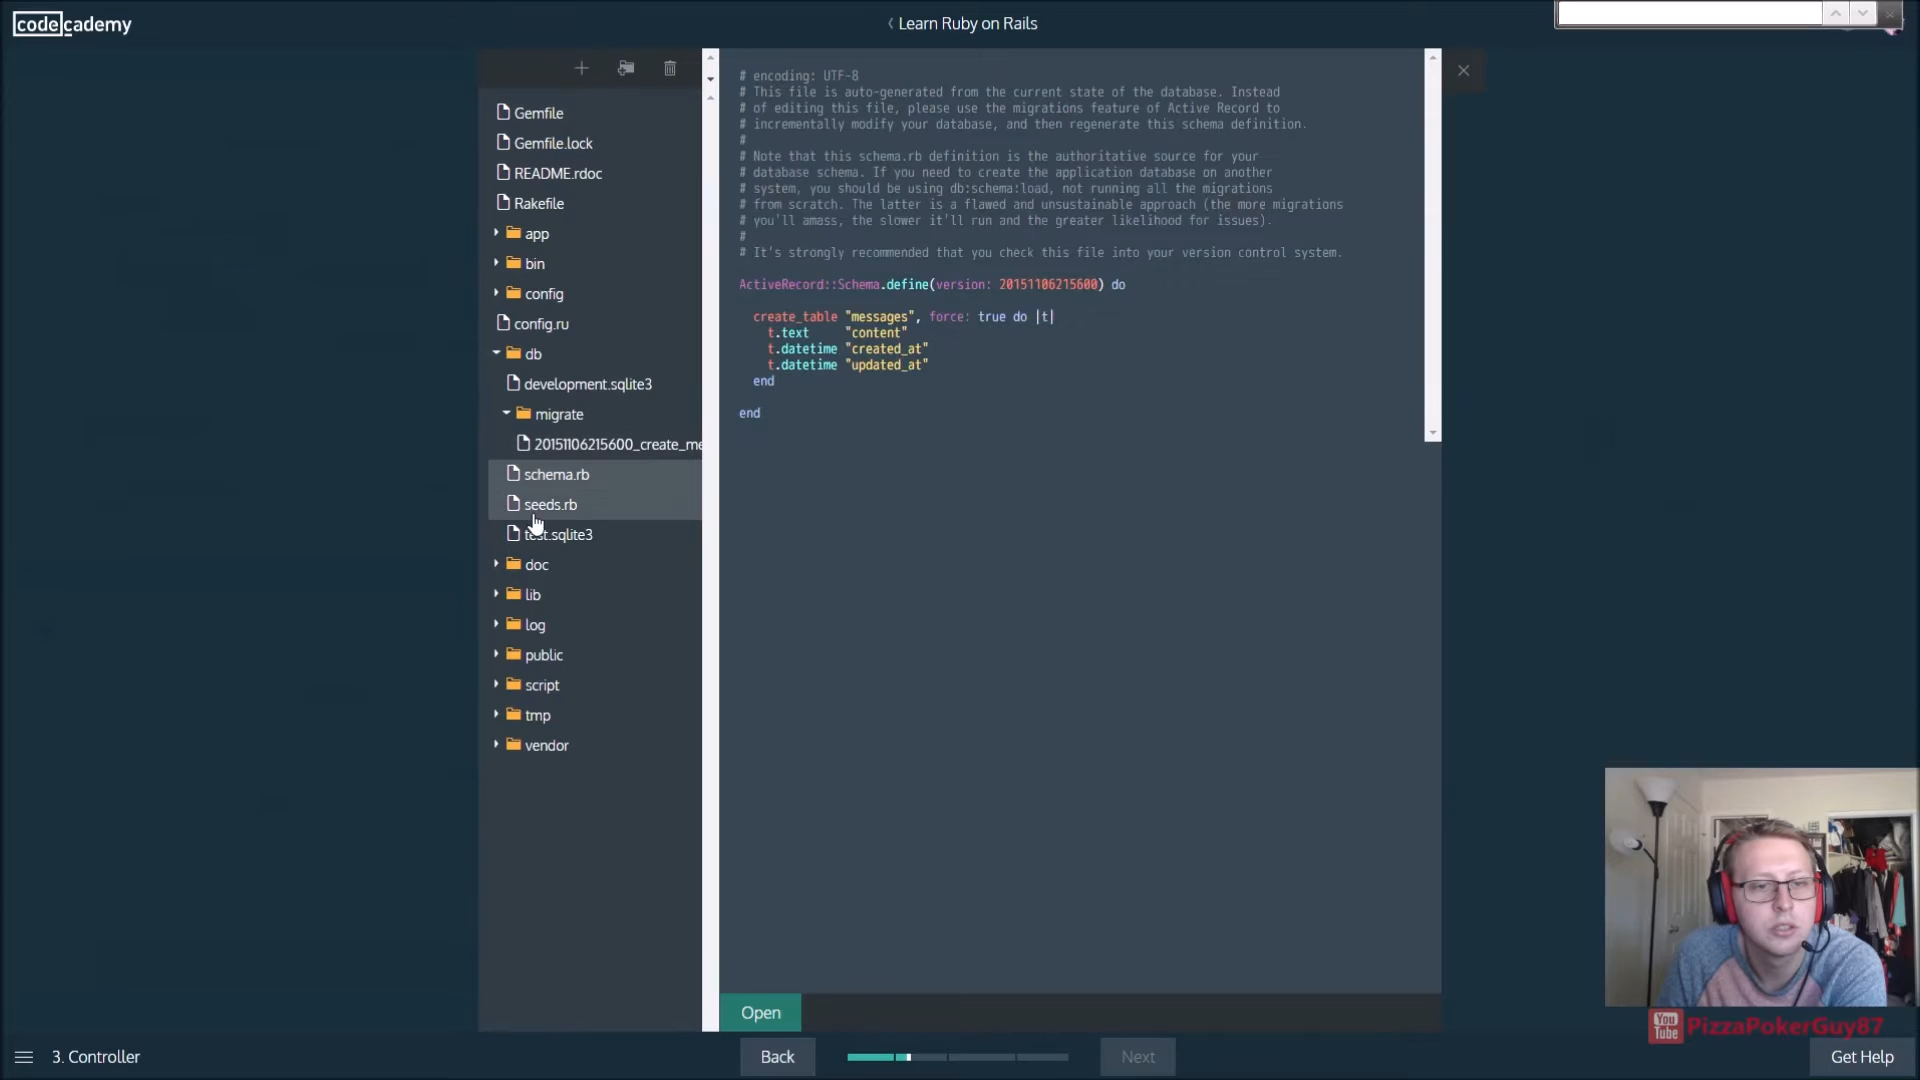 codecademy
Learn Ruby on Rails
Gemfile
Gemfile.lock
README.rdoc
Rakefile
app
bin
config
config.ru
db
development.sqlite3
migrate
20151106215600_create_me
schema.rb
seeds.rb
test.sqlite3
doc
lib
log
public
script
tmp
vendor
# encoding: UTF-8
# This file is auto-generated from the current state of the database. Instead
# of editing this file, please use the migrations feature of Active Record to
# incrementally modify your database, and then regenerate this schema definition.
#
# Note that this schema.rb definition is the authoritative source for your
# database schema. If you need to create the application database on another
# system, you should be using db:schema:load, not running all the migrations
# from scratch. The latter is a flawed and unsustainable approach (the more migrations
# you'll amass, the slower it'll run and the greater likelihood for issues).
#
# It's strongly recommended that you check this file into your version control system.
ActiveRecord::Schema.define(version: 20151106215600) do
create_table "messages", force: true do |t|
t.text "content"
t.datetime "created_at"
t.datetime "updated_at"
end
end
Open
3. Controller
Back
Next
You Tube PizzaPokerGuy87
Get Help